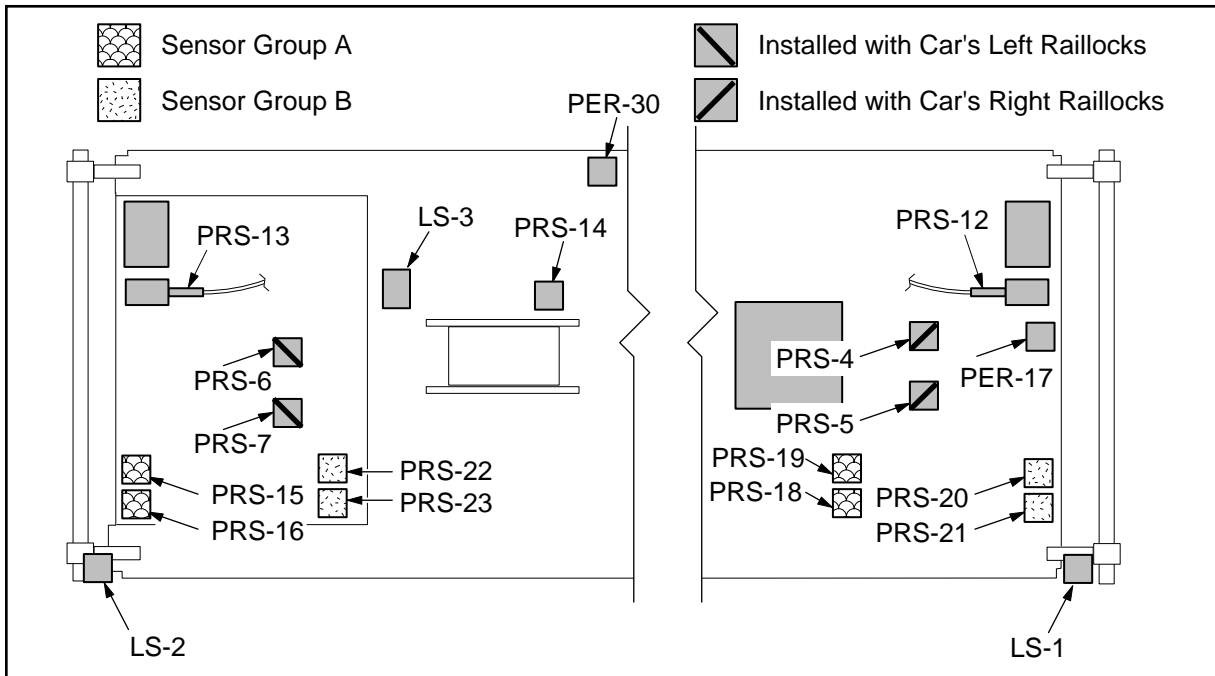 Sensor Group A
Sensor Group B
Installed with Car's Left Raillocks
Installed with Car's Right Raillocks
PER-30
PRS-13
LS-3
PRS-14
PRS-12
PRS-6
PRS-7
PRS-4
PRS-5
PER-17
PRS-15
PRS-16
PRS-22
PRS-23
PRS-19
PRS-18
PRS-20
PRS-21
LS-2
LS-1